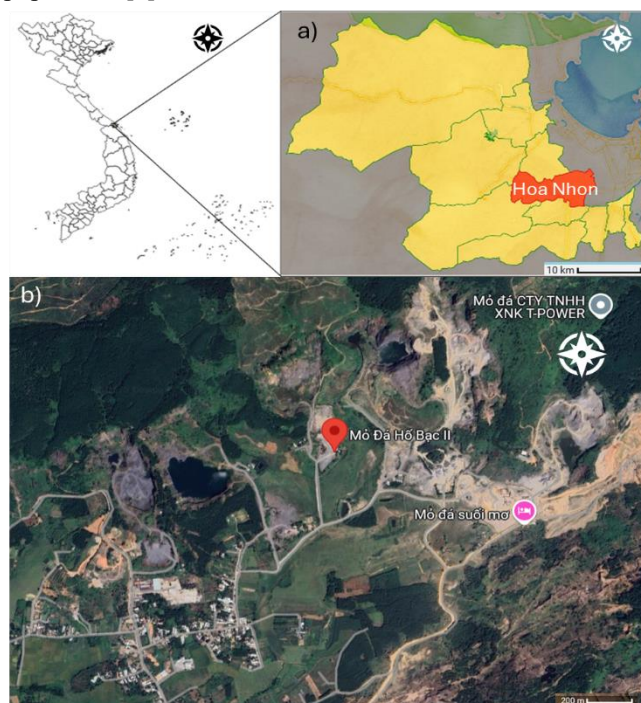 a)
Hoa Nhon
10 km
b)
Mỏ đá CTY TNHH
XNK T-POWER
Mỏ Đá Hố Bạc II
Mỏ đá suối mơ
200 m